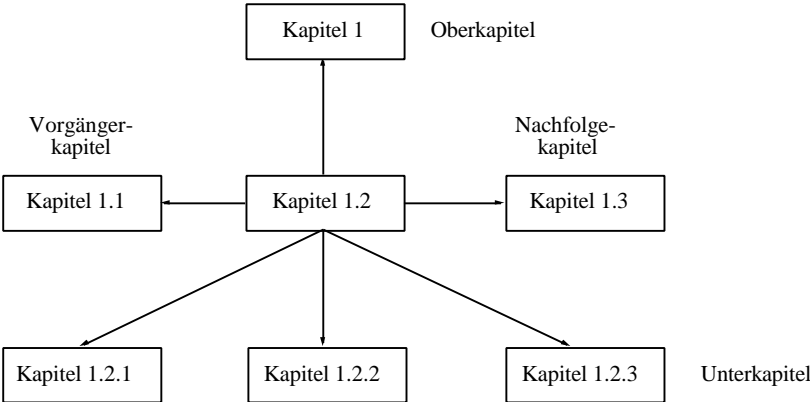 Kapitel 1
Oberkapitel
Vorgänger-
kapitel
Nachfolge-
kapitel
Kapitel 1.1
Kapitel 1.2
Kapitel 1.3
Kapitel 1.2.1
Kapitel 1.2.2
Kapitel 1.2.3
Unterkapitel